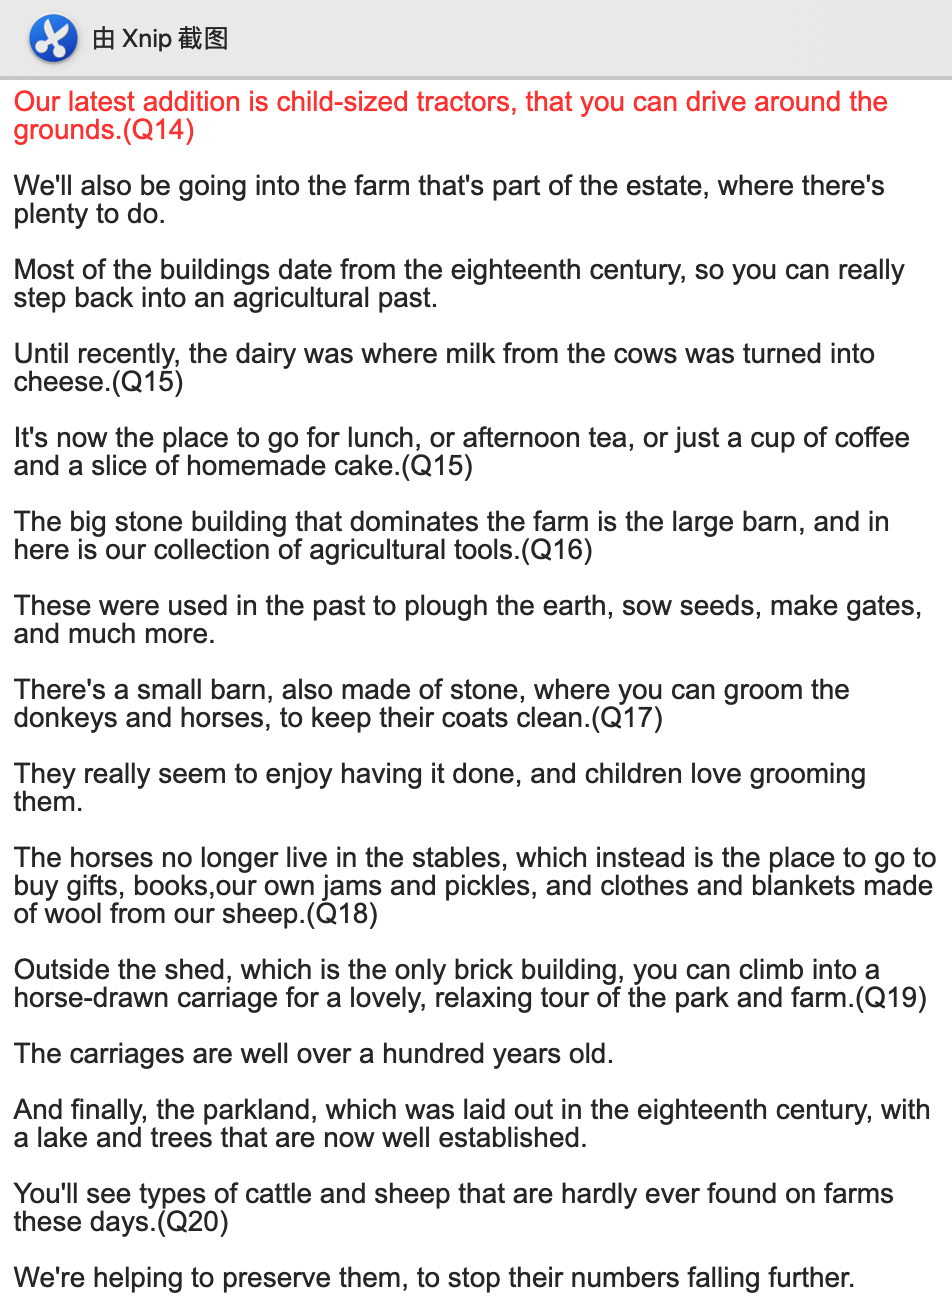 由 Xnip 截图
Our latest addition is child-sized tractors, that you can drive around the
grounds.(Q14)
We'll also be going into the farm that's part of the estate, where there's
plenty to do.
Most of the buildings date from the eighteenth century, so you can really
step back into an agricultural past.
Until recently, the dairy was where milk from the cows was turned into
cheese.(Q15)
It's now the place to go for lunch, or afternoon tea, or just a cup of coffee
and a slice of homemade cake.(Q15)
The big stone building that dominates the farm is the large barn, and in
here is our collection of agricultural tools.(Q16)
These were used in the past to plough the earth, sow seeds, make gates,
and much more.
There's a small barn, also made of stone, where you can groom the
donkeys and horses, to keep their coats clean.(Q17)
They really seem to enjoy having it done, and children love grooming
them.
The horses no longer live in the stables, which instead is the place to go to
buy gifts, books,our own jams and pickles, and clothes and blankets made
of wool from our sheep.(Q18)
Outside the shed, which is the only brick building, you can climb into a
horse-drawn carriage for a lovely, relaxing tour of the park and farm.(Q19)
The carriages are well over a hundred years old.
And finally, the parkland, which was laid out in the eighteenth century, with
a lake and trees that are now well established.
You'll see types of cattle and sheep that are hardly ever found on farms
these days.(Q20)
We're helping to preserve them, to stop their numbers falling further.